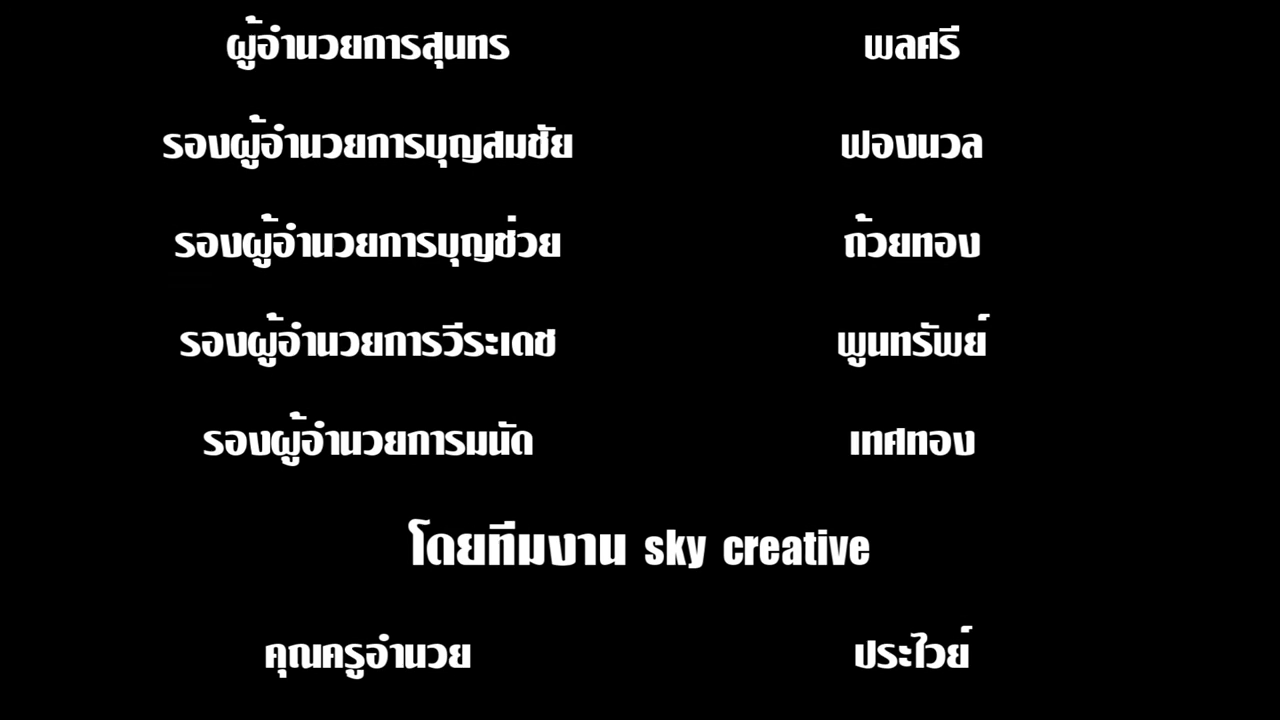 ผู้อำนวยการสุนทร พลศรี
รองผู้อำนวยการบุญสมชัย ฟองนวล
รองผู้อำนวยการบุญช่วย ถ้วยทอง
รองผู้อำนวยการวีระเดช พูนทรัพย์
รองผู้อำนวยการมนัด เทศทอง
โดยทีมงาน sky creative
คุณครูอำนวย ประไวย์